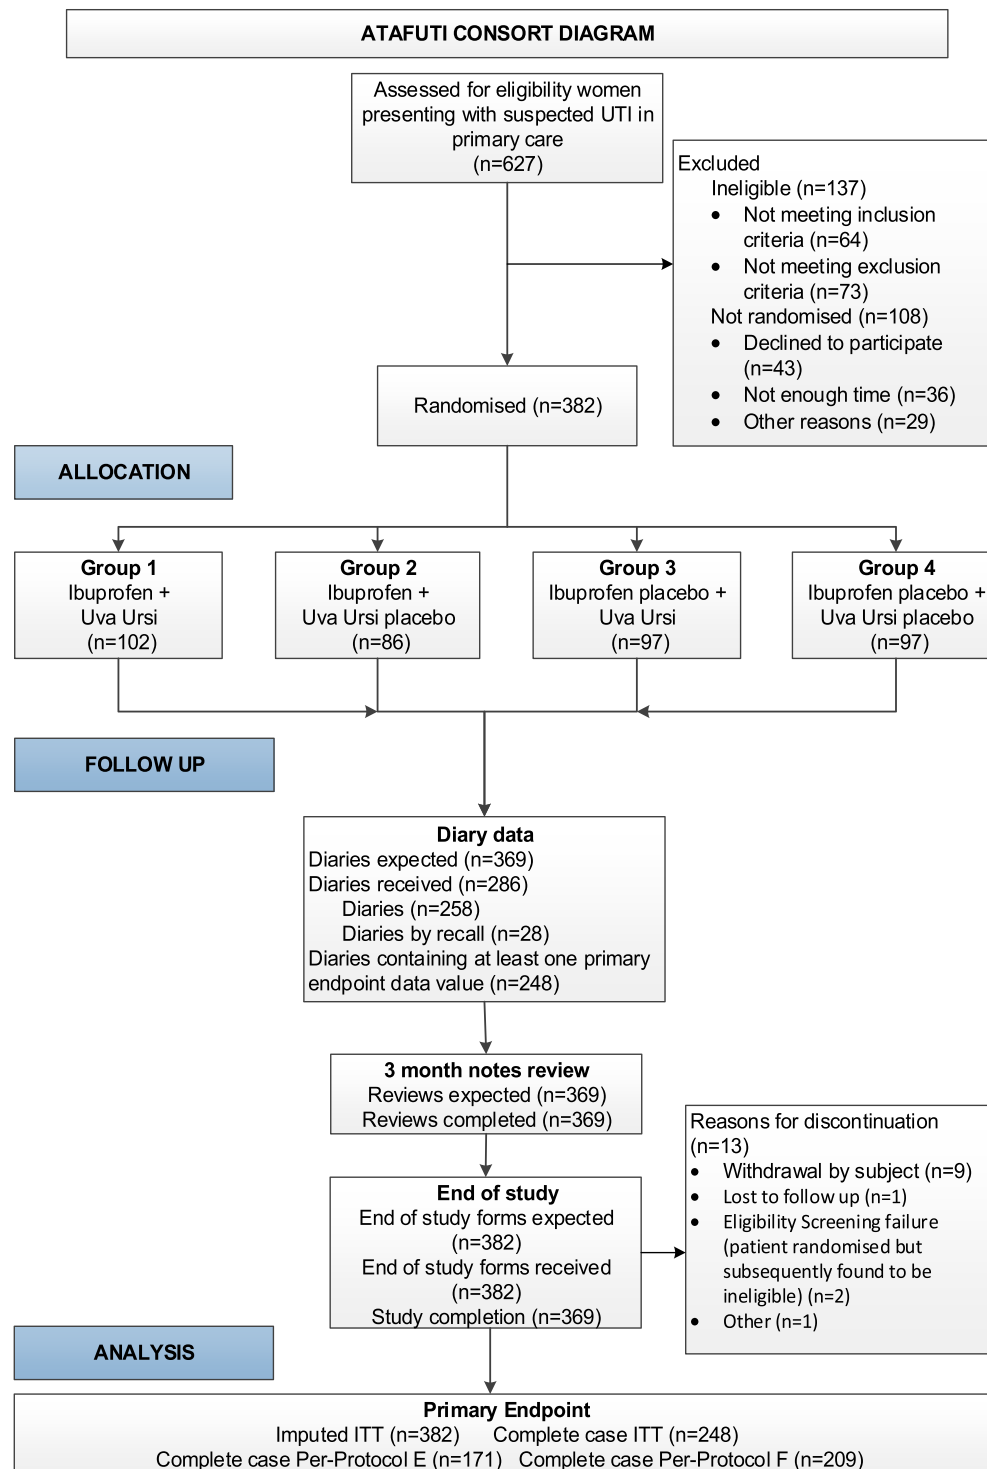 ATAFUTI CONSORT DIAGRAM
Assessed for eligibility women
presenting with suspected UTI in
primary care
(n=627)
Excluded
Ineligible (n=137)
• Not meeting inclusion
criteria (n=64)
• Not meeting exclusion
criteria (n=73)
Not randomised (n=108)
• Declined to participate
(n=43)
• Not enough time (n=36)
• Other reasons (n=29)
Randomised (n=382)
ALLOCATION
Group 1
Ibuprofen +
Uva Ursi
(n=102)
Group 2
Ibuprofen +
Uva Ursi placebo
(n=86)
Group 3
Ibuprofen placebo +
Uva Ursi
(n=97)
Group 4
Ibuprofen placebo +
Uva Ursi placebo
(n=97)
FOLLOW UP
Diary data
Diaries expected (n=369)
Diaries received (n=286)
Diaries (n=258)
Diaries by recall (n=28)
Diaries containing at least one primary
endpoint data value (n=248)
3 month notes review
Reviews expected (n=369)
Reviews completed (n=369)
End of study
End of study forms expected
(n=382)
End of study forms received
(n=382)
Study completion (n=369)
Reasons for discontinuation
(n=13)
• Withdrawal by subject (n=9)
• Lost to follow up (n=1)
• Eligibility Screening failure
(patient randomised but
subsequently found to be
ineligible) (n=2)
• Other (n=1)
ANALYSIS
Primary Endpoint
Imputed ITT (n=382) Complete case ITT (n=248)
Complete case Per-Protocol E (n=171) Complete case Per-Protocol F (n=209)